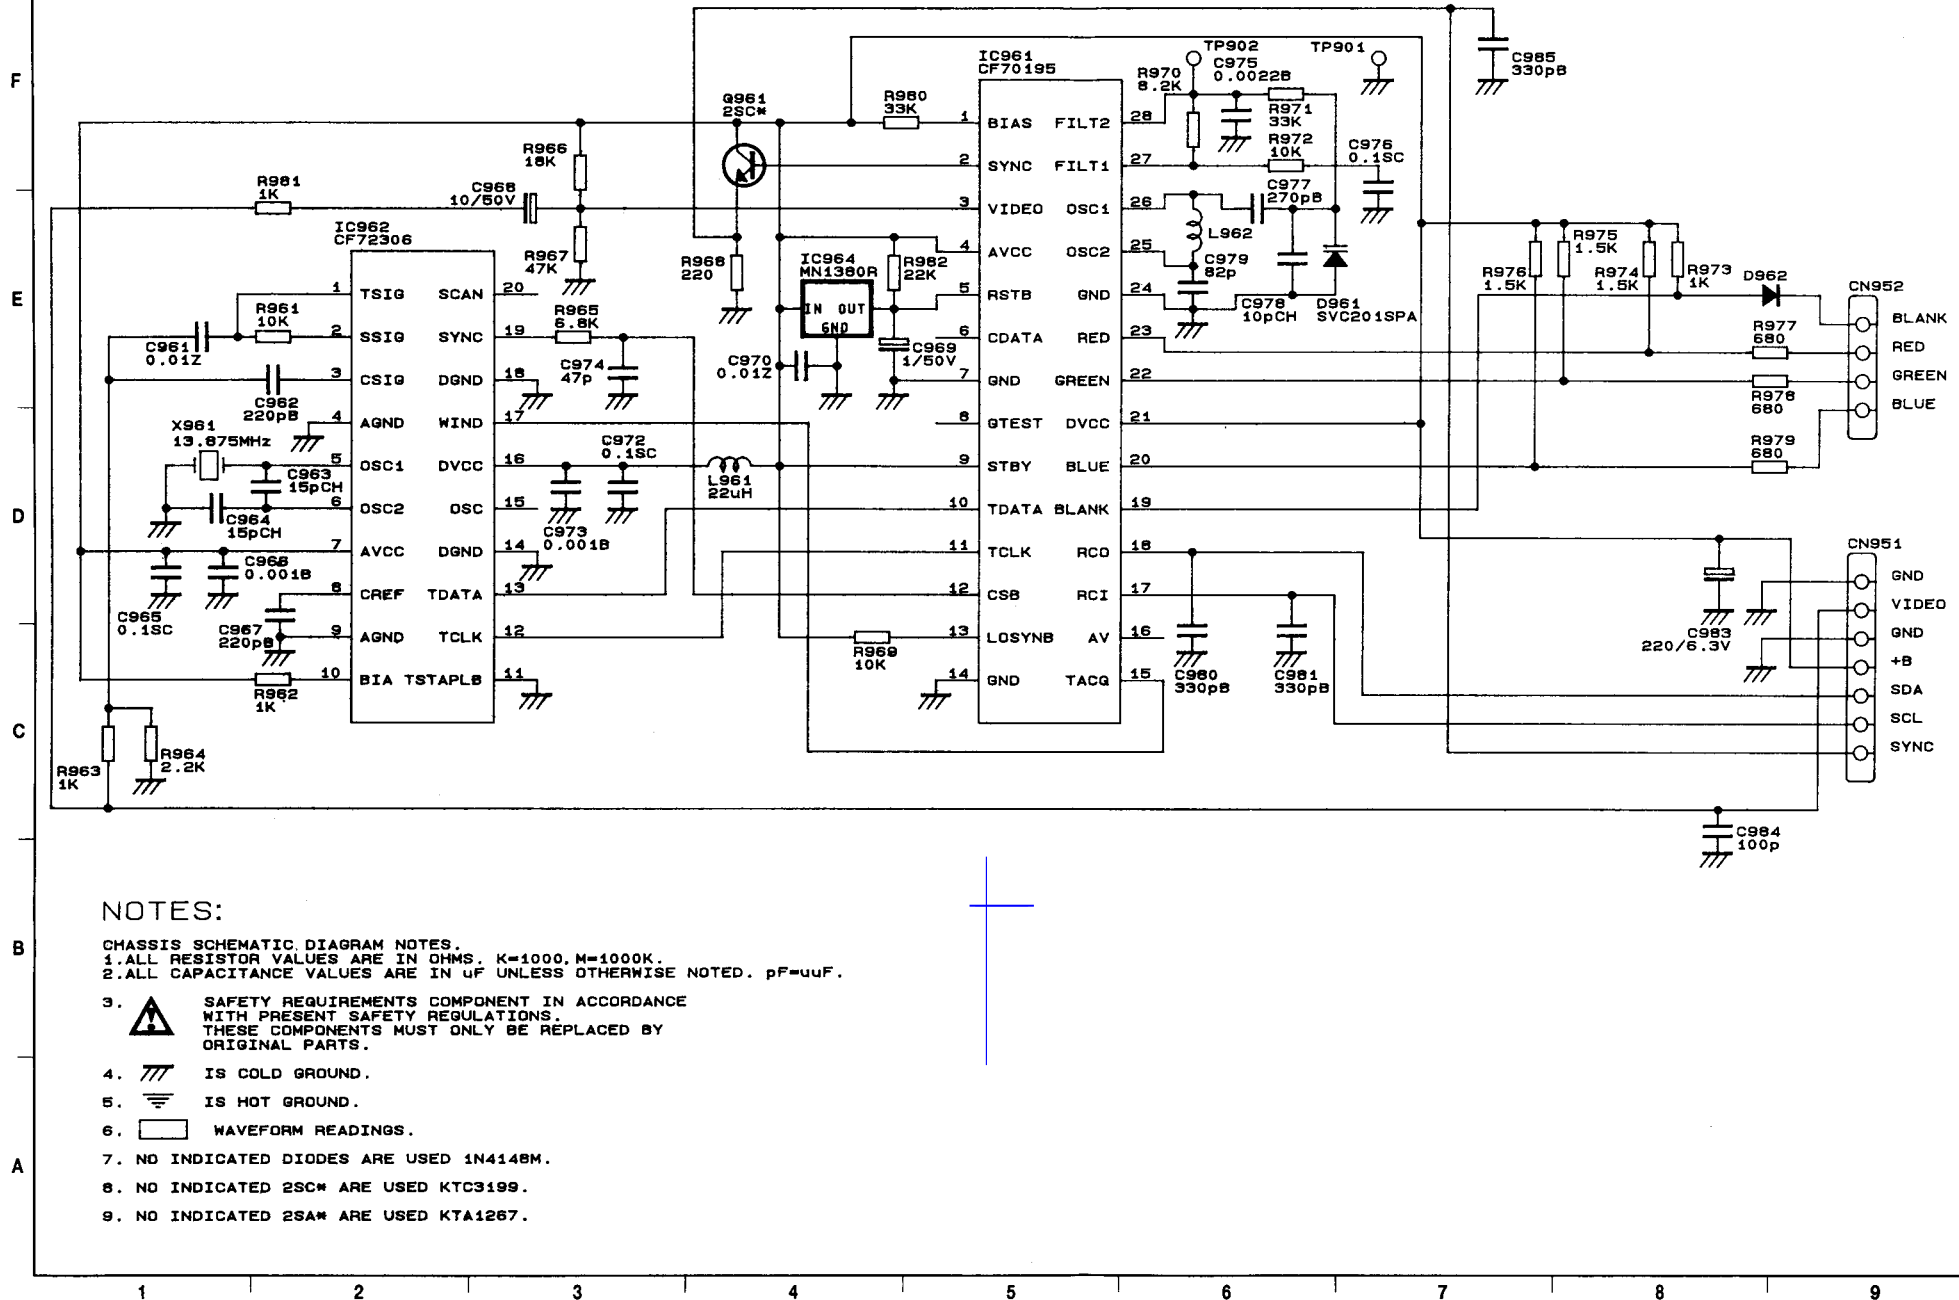 F
E
D
C
B
A
1 2 3 4 5 6 7 8 9
C985
330pB
TP902
TP901
IC961
CF70195
R970
8.2K
C975
0.0022B
R971
33K
R972
10K
C976
0.1SC
C977
270pB
L962
C979
82p
C978
10pCH
D961
SVC201SPA
Q961
2SC*
R980
33K
R966
18K
R981
1K
C968
10/50V
R967
47K
R968
220
IC964
MN1380R
IN OUT
GND
R982
22K
C969
1/50V
C970
0.01Z
IC962
CF72306
1 TSIG SCAN 20
2 SSIG SYNC 19
3 CSIG DGND 18
4 AGND WIND 17
5 OSC1 DVCC 16
6 OSC2 OSC 15
7 AVCC DGND 14
8 CREF TDATA 13
9 AGND TCLK 12
10 BIA TSTAPLB 11
1 BIAS FILT2 28
2 SYNC FILT1 27
3 VIDEO OSC1 26
4 AVCC OSC2 25
5 RSTB GND 24
6 CDATA RED 23
7 GND GREEN 22
8 GTEST DVCC 21
9 STBY BLUE 20
10 TDATA BLANK 19
11 TCLK RCO 18
12 CSB RCI 17
13 LOSYNB AV 16
14 GND TACQ 15
R961
10K
C961
0.01Z
C962
220pB
X961
13.875MHz
C963
15pCH
C964
15pCH
C966
0.001B
C965
0.1SC
C967
220pB
R962
1K
R963
1K
R964
2.2K
R965
6.8K
C974
47p
C972
0.1SC
C973
0.001B
L961
22uH
R969
10K
C980
330pB
C981
330pB
R975
1.5K
R976
1.5K
R974
1.5K
R973
1K
D962
R977
680
R978
680
R979
680
CN952
BLANK
RED
GREEN
BLUE
CN951
GND
VIDEO
GND
+B
SDA
SCL
SYNC
C983
220/6.3V
C984
100p
NOTES:
CHASSIS SCHEMATIC DIAGRAM NOTES.
1.ALL RESISTOR VALUES ARE IN OHMS. K=1000, M=1000K.
2.ALL CAPACITANCE VALUES ARE IN uF UNLESS OTHERWISE NOTED. pF=uuF.
3. SAFETY REQUIREMENTS COMPONENT IN ACCORDANCE
WITH PRESENT SAFETY REGULATIONS.
THESE COMPONENTS MUST ONLY BE REPLACED BY
ORIGINAL PARTS.
4. IS COLD GROUND.
5. IS HOT GROUND.
6. WAVEFORM READINGS.
7. NO INDICATED DIODES ARE USED 1N4148M.
8. NO INDICATED 2SC* ARE USED KTC3199.
9. NO INDICATED 2SA* ARE USED KTA1267.